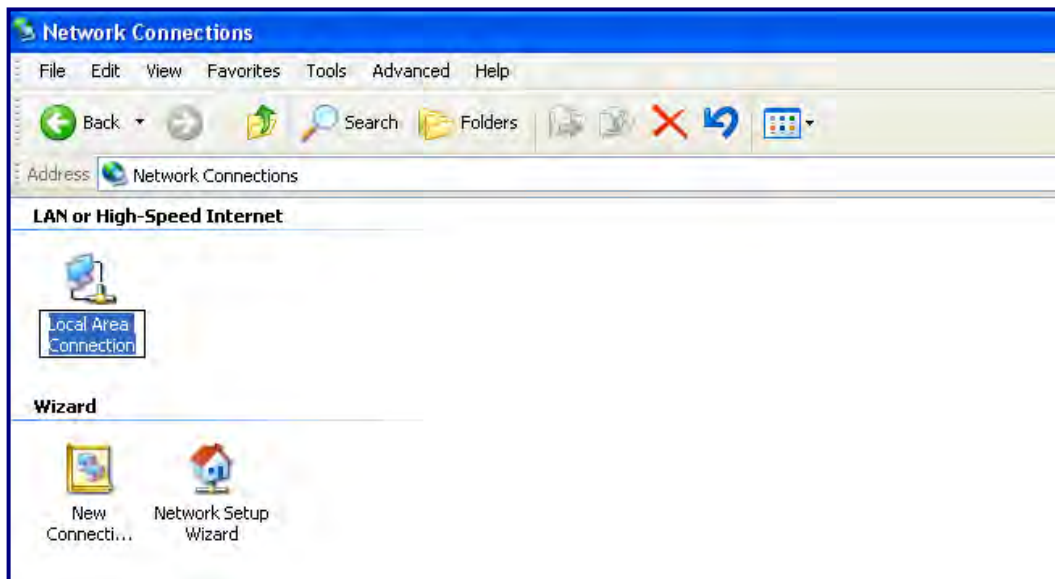 Network Connections
File Edit View Favorites Tools Advanced Help
Back Search Folders
Address Network Connections
LAN or High-Speed Internet
Local Area
Connection
Wizard
New
Connecti...
Network Setup
Wizard